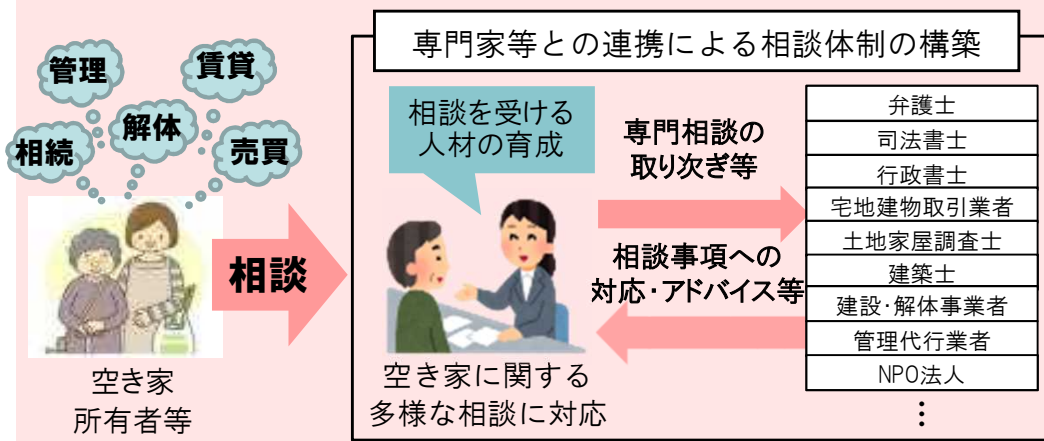 専門家等との連携による相談体制の構築
管理
賃貸
解体
相続
売買
相談
空き家
所有者等
相談を受ける
人材の育成
空き家に関する
多様な相談に対応
専門相談の
取り次ぎ等
相談事項への
対応・アドバイス等
弁護士
司法書士
行政書士
宅地建物取引業者
土地家屋調査士
建築士
建設・解体事業者
管理代行業者
NPO法人
⋮